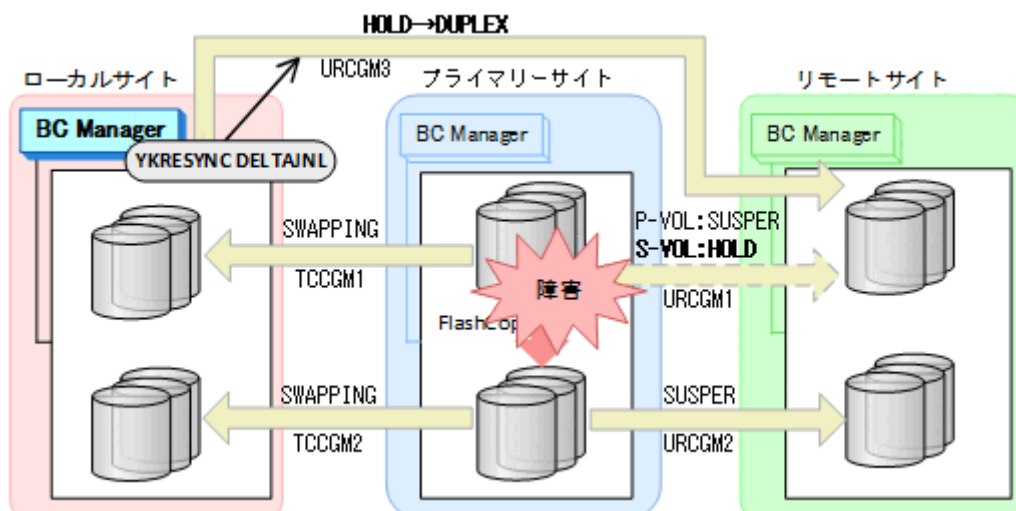 HOLD→DUPLEX
URCGM3
ローカルサイト
プライマリーサイト
リモートサイト
BC Manager
BC Manager
BC Manager
YKRESYNC DELTAJNL
SWAPPING
TCCGM1
P-VOL:SUSPER
S-VOL:HOLD
URCGM1
障害
SWAPPING
TCCGM2
SUSPER
URCGM2